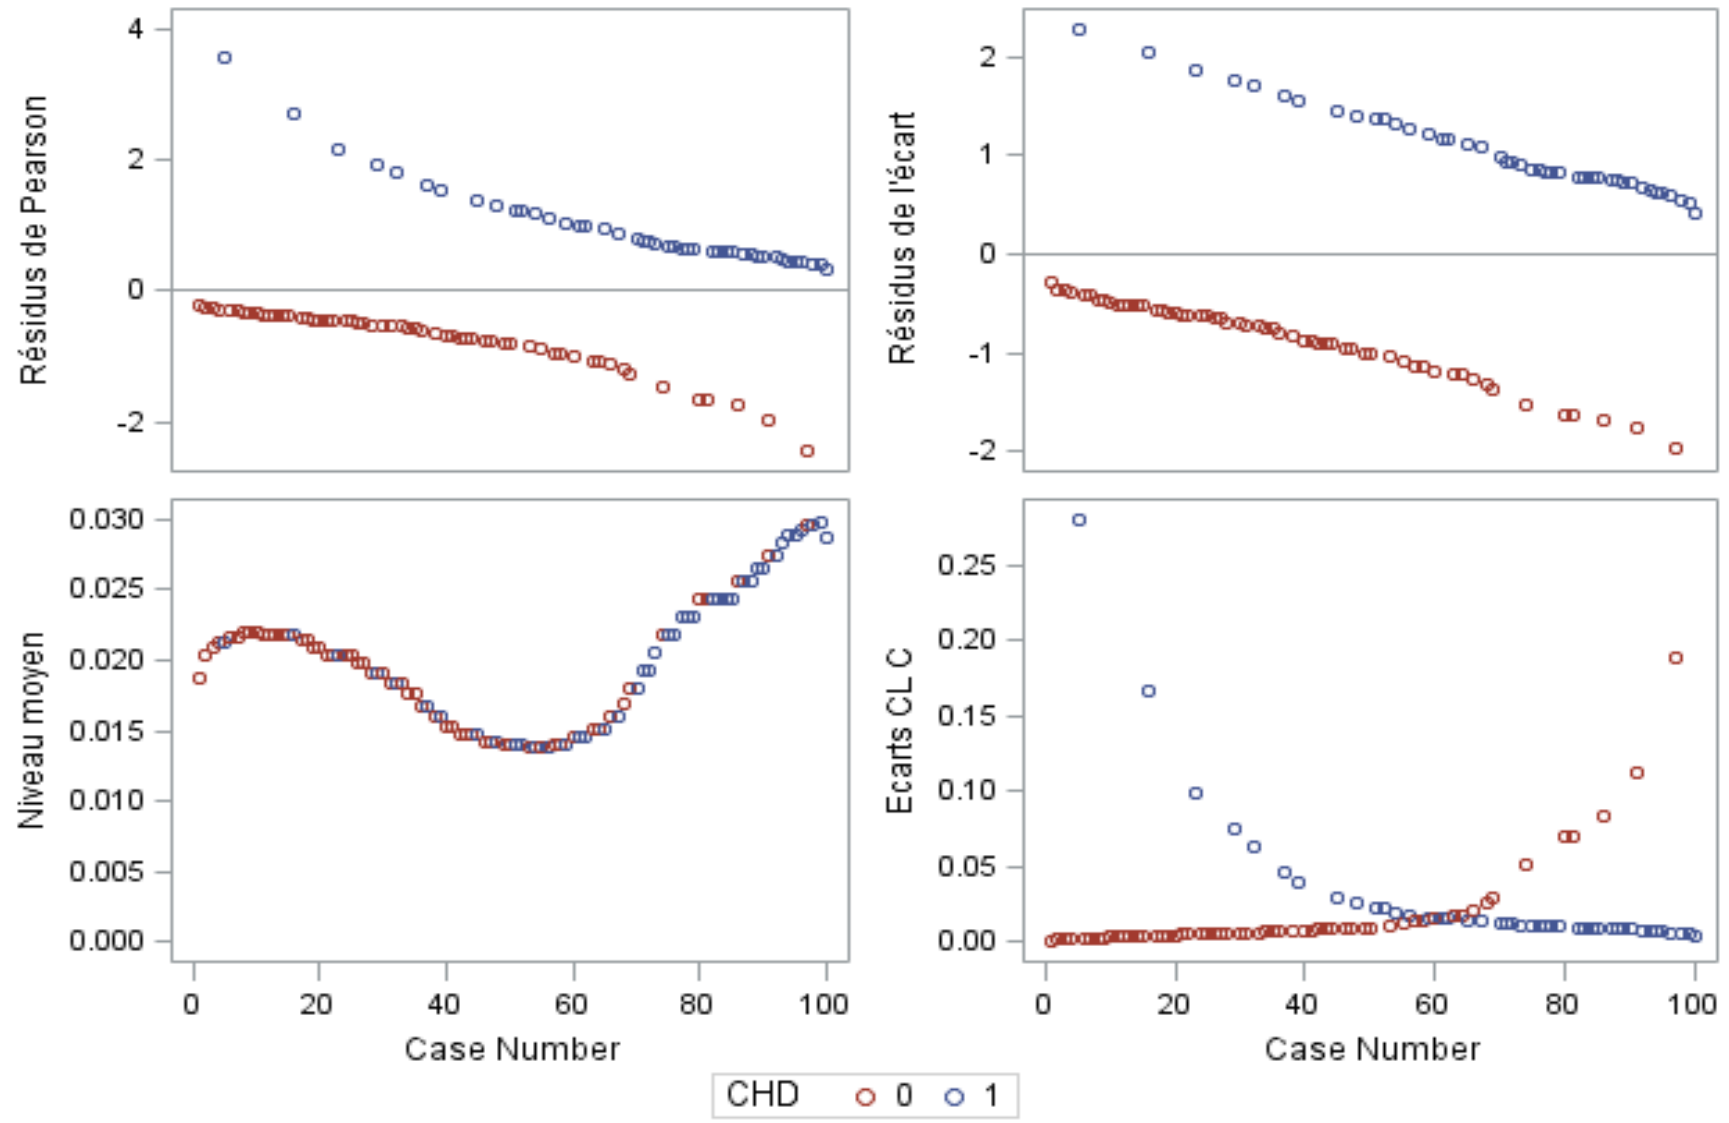 Résidus de Pearson
4
2
0
-2
Résidus de l'écart
2
1
0
-1
-2
Niveau moyen
0.030
0.025
0.020
0.015
0.010
0.005
0.000
0 20 40 60 80 100
Case Number
Ecarts CL C
0.25
0.20
0.15
0.10
0.05
0.00
0 20 40 60 80 100
Case Number
CHD 0 1